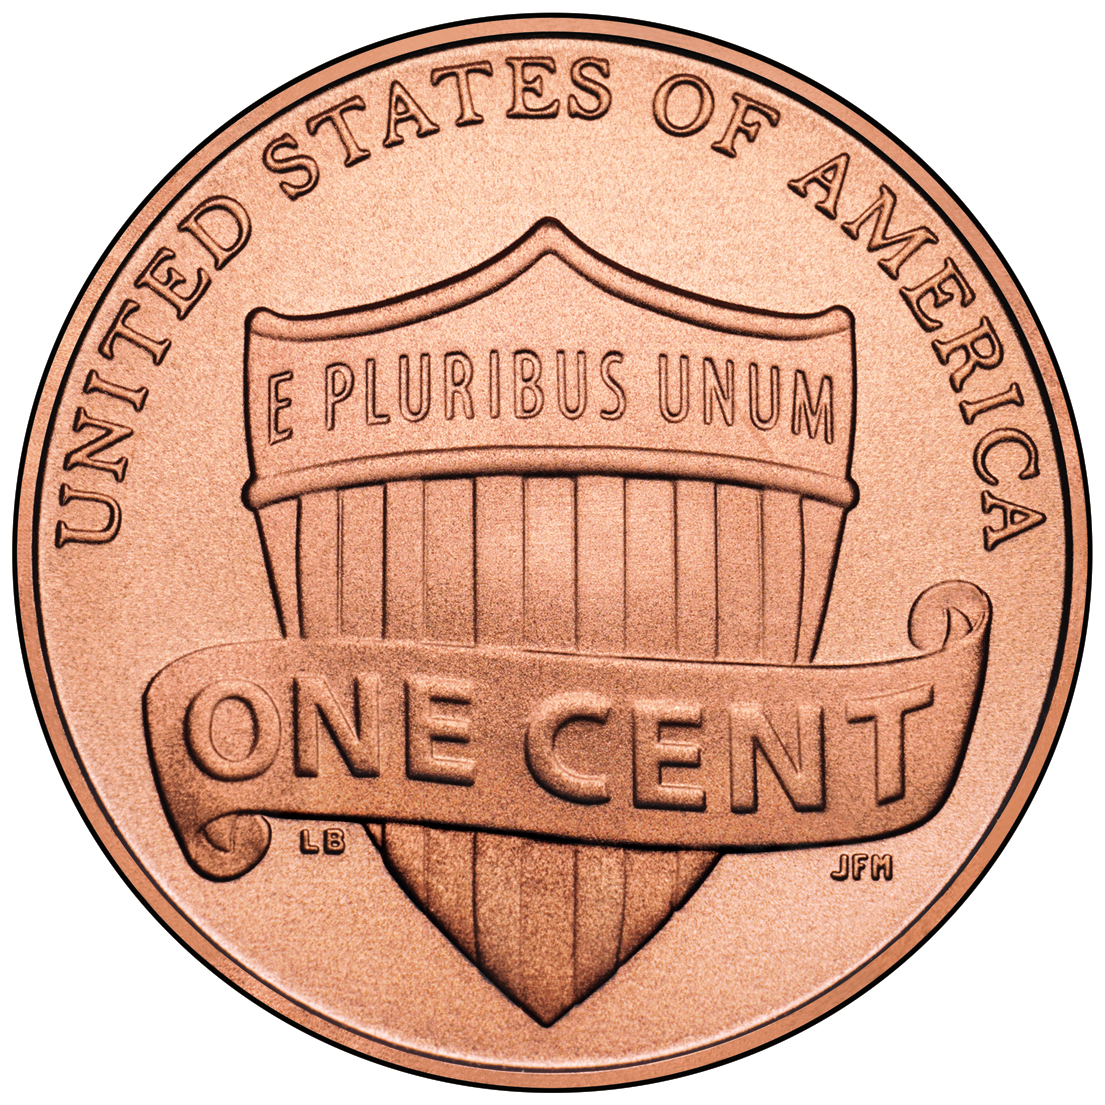 UNITED STATES OF AMERICA
E PLURIBUS UNUM
ONE CENT
LB
JFM